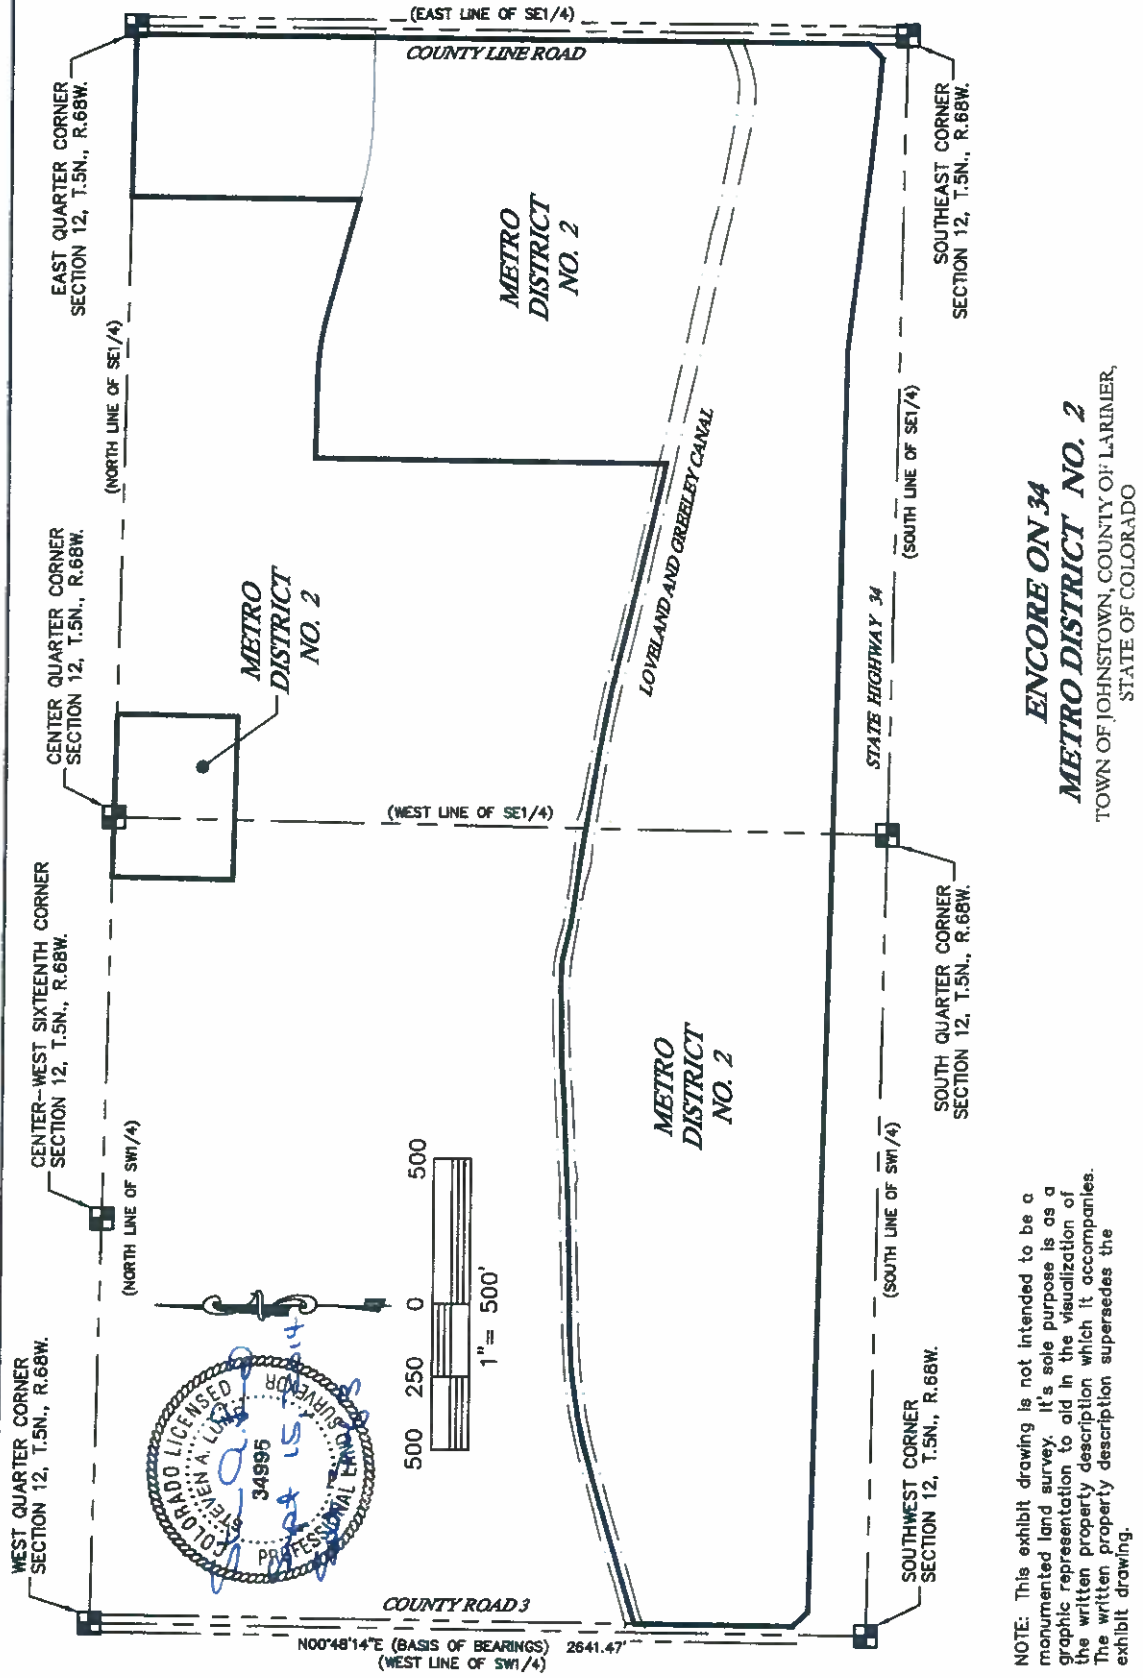 WEST QUARTER CORNER
SECTION 12, T.5N., R.68W.
CENTER-WEST SIXTEENTH CORNER
SECTION 12, T.5N., R.68W.
CENTER QUARTER CORNER
SECTION 12, T.5N., R.68W.
EAST QUARTER CORNER
SECTION 12, T.5N., R.68W.
(NORTH LINE OF SW1/4)
(NORTH LINE OF SE1/4)
COLORADO LICENSED
STEVEN A. LUND
34995
PROFESSIONAL LAND SURVEYOR
METRO
DISTRICT
NO. 2
500 250 0 500
1"= 500'
(WEST LINE OF SE1/4)
METRO
DISTRICT
NO. 2
(EAST LINE OF SE1/4)
COUNTY LINE ROAD
COUNTY ROAD 3
N00°48'14"E (BASIS OF BEARINGS) 2641.47'
(WEST LINE OF SW1/4)
LOVELAND AND GREELEY CANAL
METRO
DISTRICT
NO. 2
STATE HIGHWAY 34
(SOUTH LINE OF SW1/4)
(SOUTH LINE OF SE1/4)
SOUTHWEST CORNER
SECTION 12, T.5N., R.68W.
SOUTH QUARTER CORNER
SECTION 12, T.5N., R.68W.
SOUTHEAST CORNER
SECTION 12, T.5N., R.68W.
NOTE: This exhibit drawing is not intended to be a
monumented land survey. It's sole purpose is as a
graphic representation to aid in the visualization of
the written property description which it accompanies.
The written property description supersedes the
exhibit drawing.
ENCORE ON 34
METRO DISTRICT NO. 2
TOWN OF JOHNSTOWN, COUNTY OF LARIMER,
STATE OF COLORADO